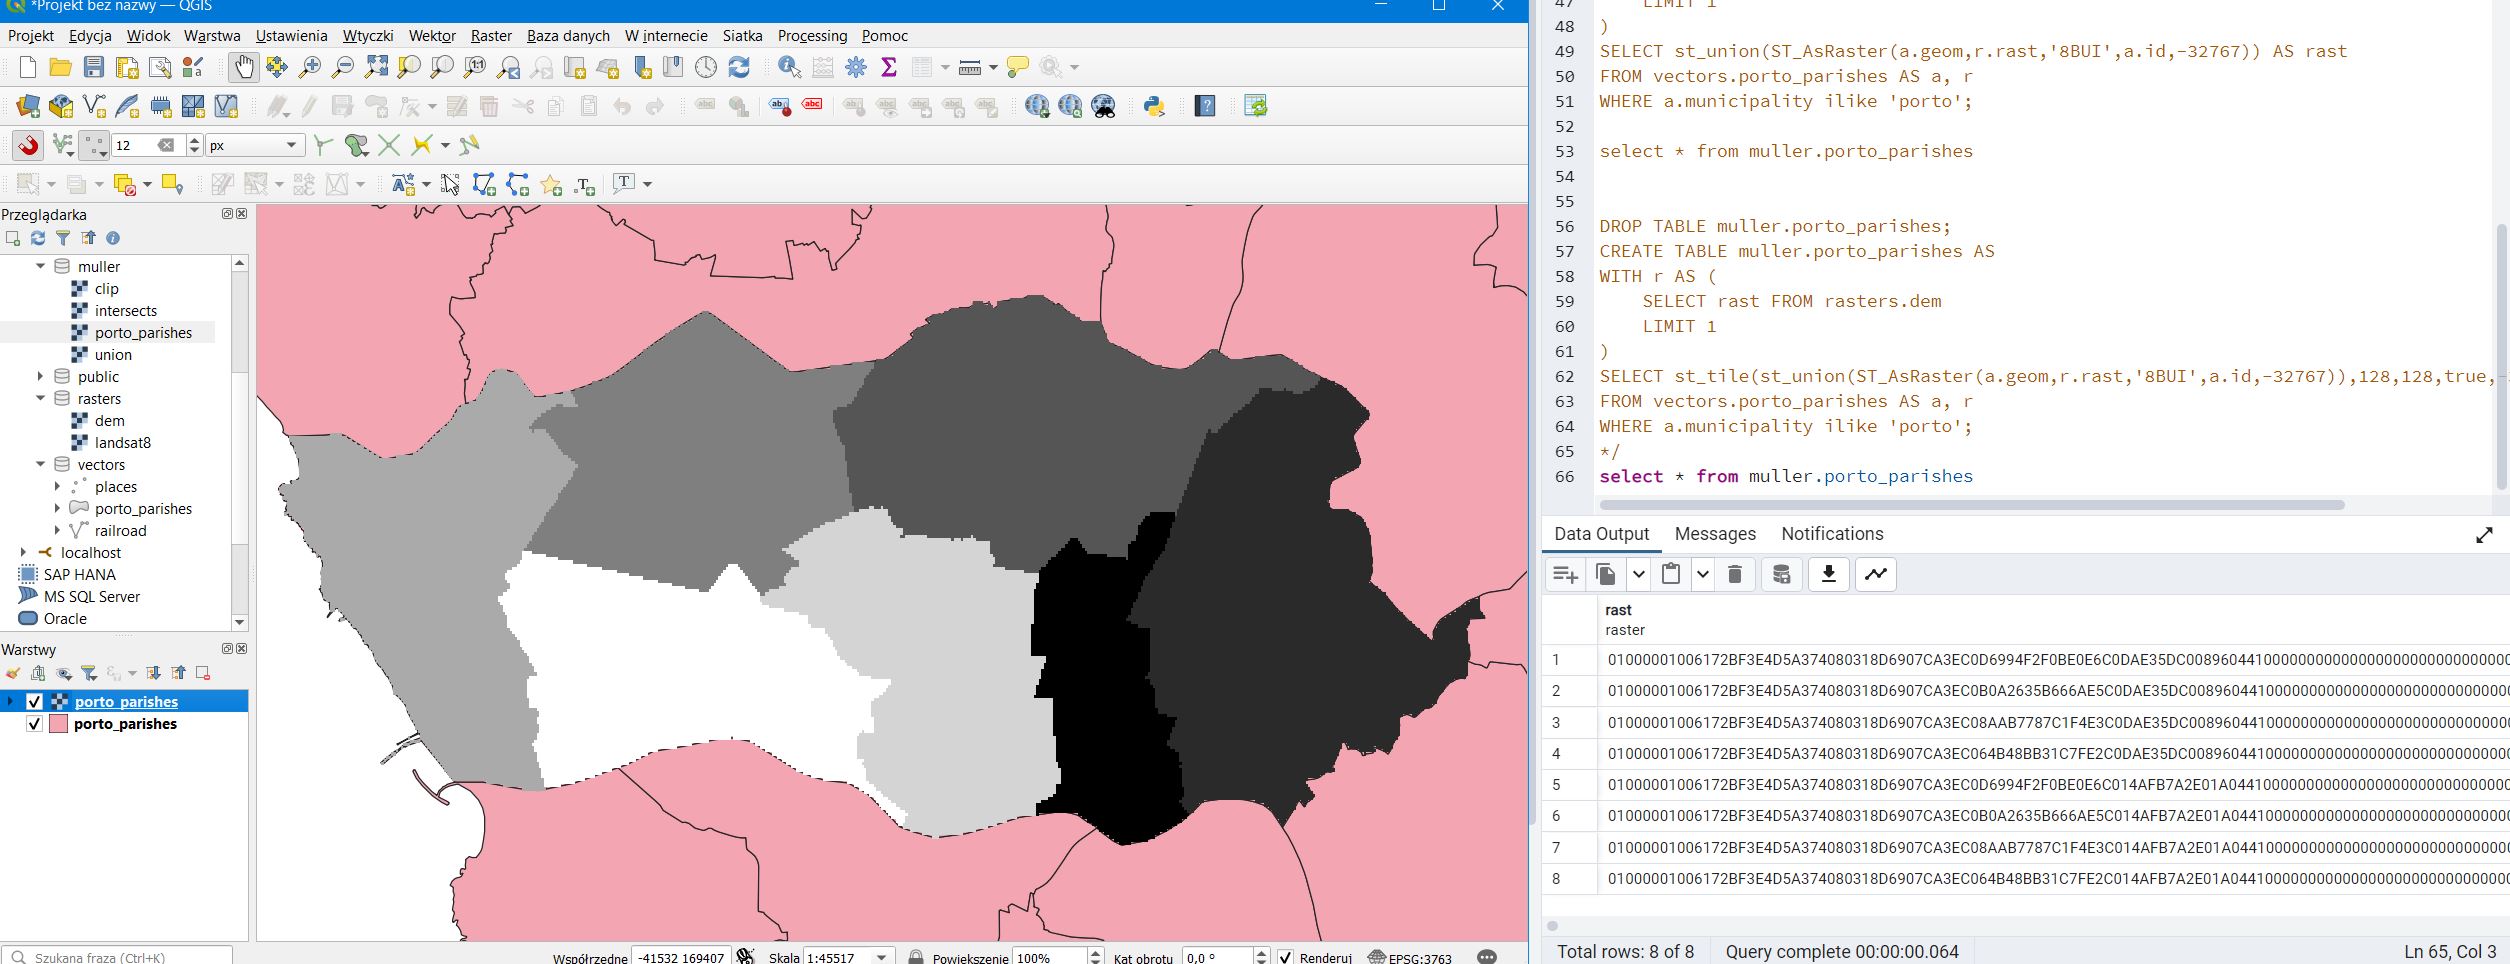 *Projekt bez nazwy — QGIS
Projekt Edycja Widok Warstwa Ustawienia Wtyczki Wektor Raster Baza danych W internecie Siatka Processing Pomoc
12 px
Przeglądarka
muller
clip
intersects
porto_parishes
union
public
rasters
dem
landsat8
vectors
places
porto_parishes
railroad
localhost
SAP HANA
MS SQL Server
Oracle
Warstwy
porto_parishes
porto_parishes
Szukana fraza (Ctrl+K)
Współrzędne -41532 169407 Skala 1:45517 Powiększenie 100% Kąt obrotu 0,0 ° Renderuj EPSG:3763
47 LIMIT 1
48 )
49 SELECT st_union(ST_AsRaster(a.geom,r.rast,'8BUI',a.id,-32767)) AS rast
50 FROM vectors.porto_parishes AS a, r
51 WHERE a.municipality ilike 'porto';
52
53 select * from muller.porto_parishes
54
55
56 DROP TABLE muller.porto_parishes;
57 CREATE TABLE muller.porto_parishes AS
58 WITH r AS (
59 SELECT rast FROM rasters.dem
60 LIMIT 1
61 )
62 SELECT st_tile(st_union(ST_AsRaster(a.geom,r.rast,'8BUI',a.id,-32767)),128,128,true,-
63 FROM vectors.porto_parishes AS a, r
64 WHERE a.municipality ilike 'porto';
65 */
66 select * from muller.porto_parishes
Data Output Messages Notifications
rast
raster
1 01000001006172BF3E4D5A374080318D6907CA3EC0D6994F2F0BE0E6C0DAE35DC008960441000000000000000000000000000000
2 01000001006172BF3E4D5A374080318D6907CA3EC0B0A2635B666AE5C0DAE35DC008960441000000000000000000000000000000
3 01000001006172BF3E4D5A374080318D6907CA3EC08AAB7787C1F4E3C0DAE35DC008960441000000000000000000000000000000
4 01000001006172BF3E4D5A374080318D6907CA3EC064B48BB31C7FE2C0DAE35DC008960441000000000000000000000000000000
5 01000001006172BF3E4D5A374080318D6907CA3EC0D6994F2F0BE0E6C014AFB7A2E01A0441000000000000000000000000000000
6 01000001006172BF3E4D5A374080318D6907CA3EC0B0A2635B666AE5C014AFB7A2E01A0441000000000000000000000000000000
7 01000001006172BF3E4D5A374080318D6907CA3EC08AAB7787C1F4E3C014AFB7A2E01A0441000000000000000000000000000000
8 01000001006172BF3E4D5A374080318D6907CA3EC064B48BB31C7FE2C014AFB7A2E01A0441000000000000000000000000000000
Total rows: 8 of 8 Query complete 00:00:00.064 Ln 65, Col 3